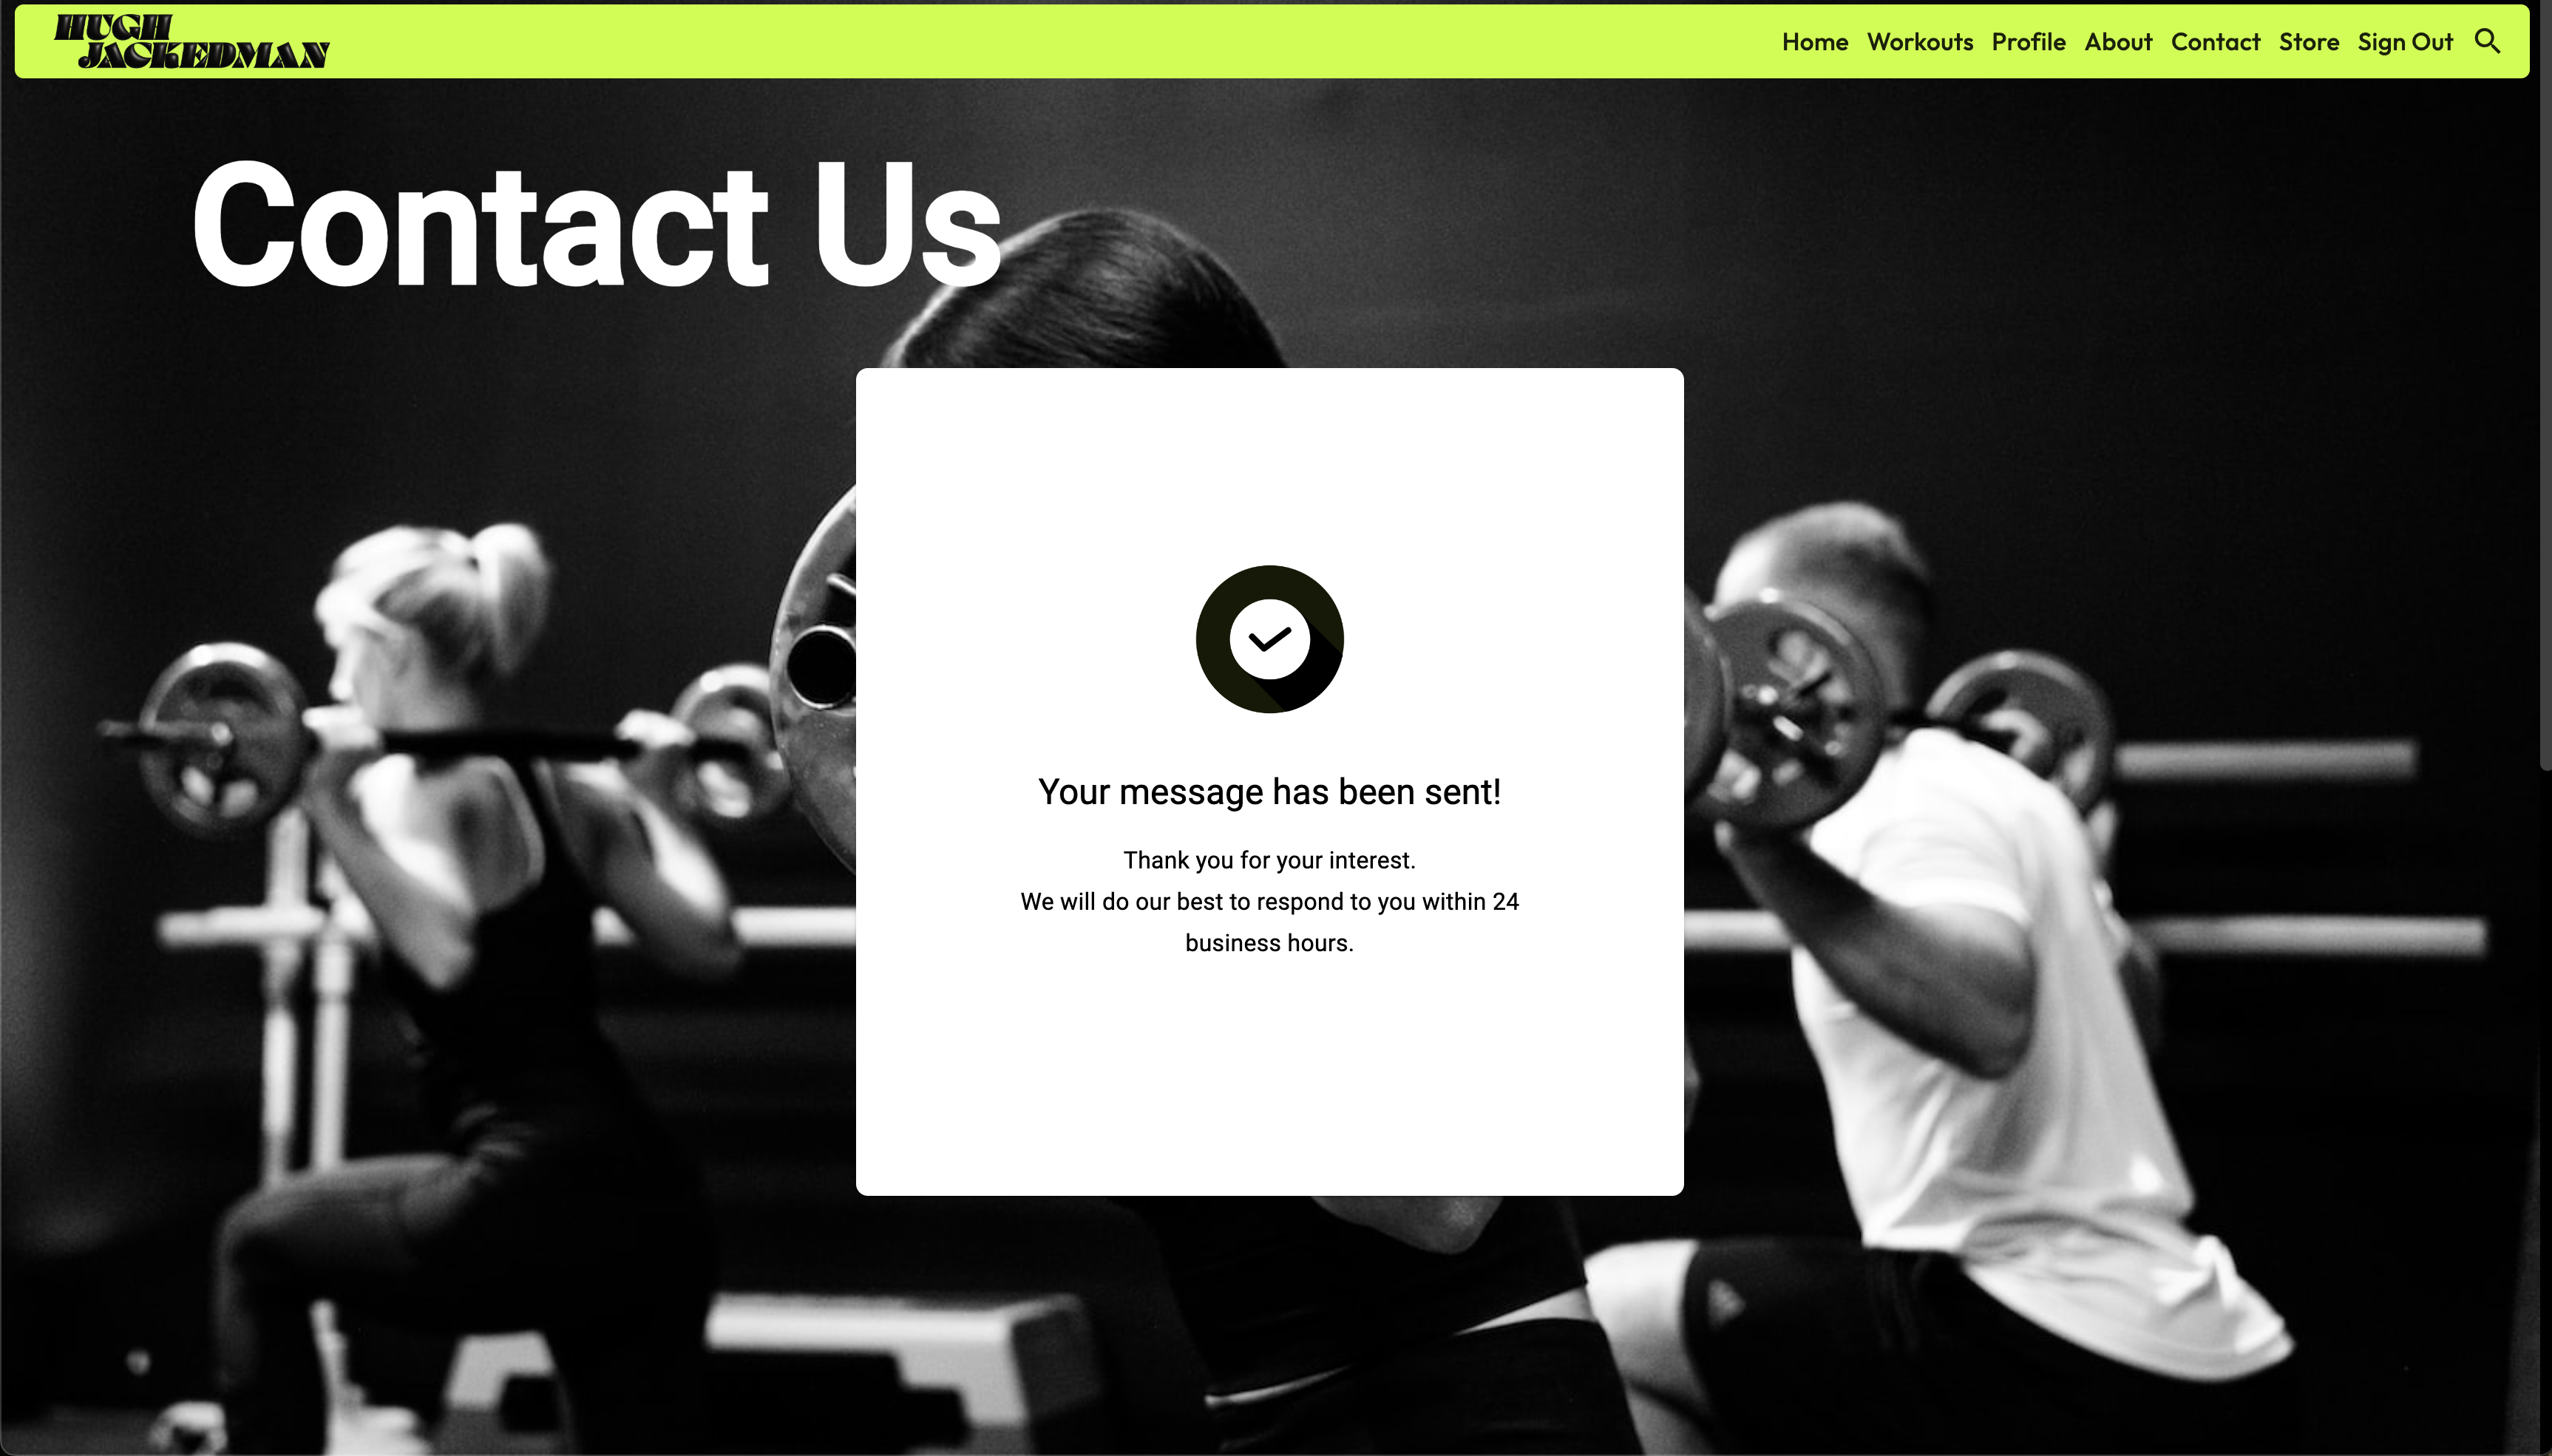 HUGH
JACKEDMAN
Home Workouts Profile About Contact Store Sign Out
Contact Us
Your message has been sent!
Thank you for your interest.
We will do our best to respond to you within 24
business hours.